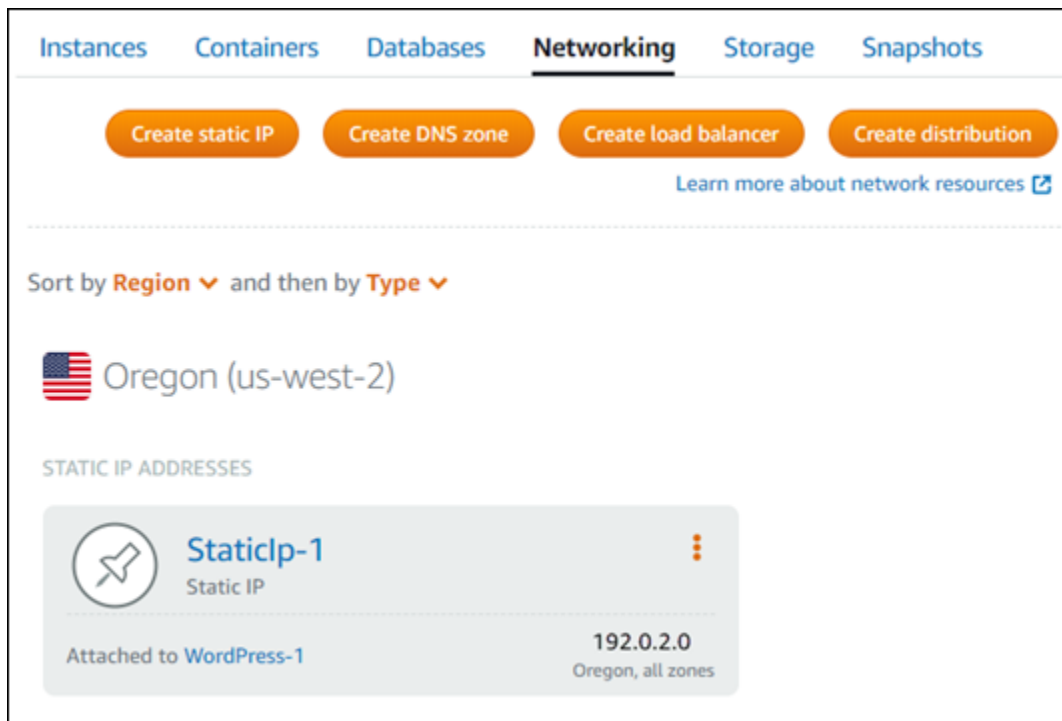 Instances Containers Databases Networking Storage Snapshots
Create static IP Create DNS zone Create load balancer Create distribution
Learn more about network resources
Sort by Region and then by Type
Oregon (us-west-2)
STATIC IP ADDRESSES
StaticIp-1
Static IP
Attached to WordPress-1
192.0.2.0
Oregon, all zones